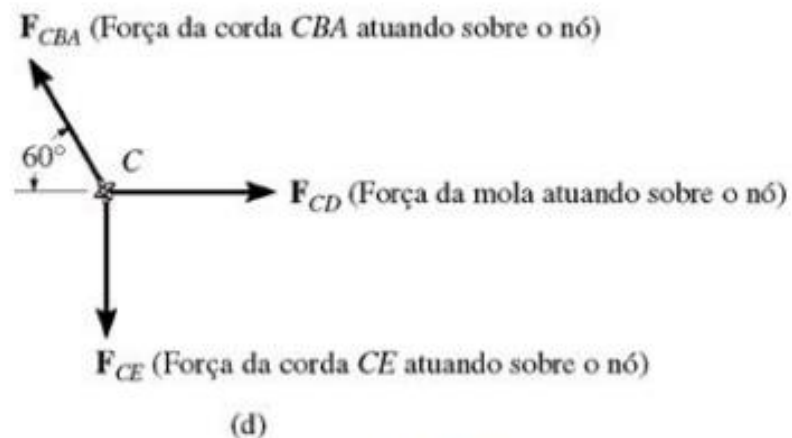 F_CBA (Força da corda CBA atuando sobre o nó)
60°
C
F_CD (Força da mola atuando sobre o nó)
F_CE (Força da corda CE atuando sobre o nó)
(d)